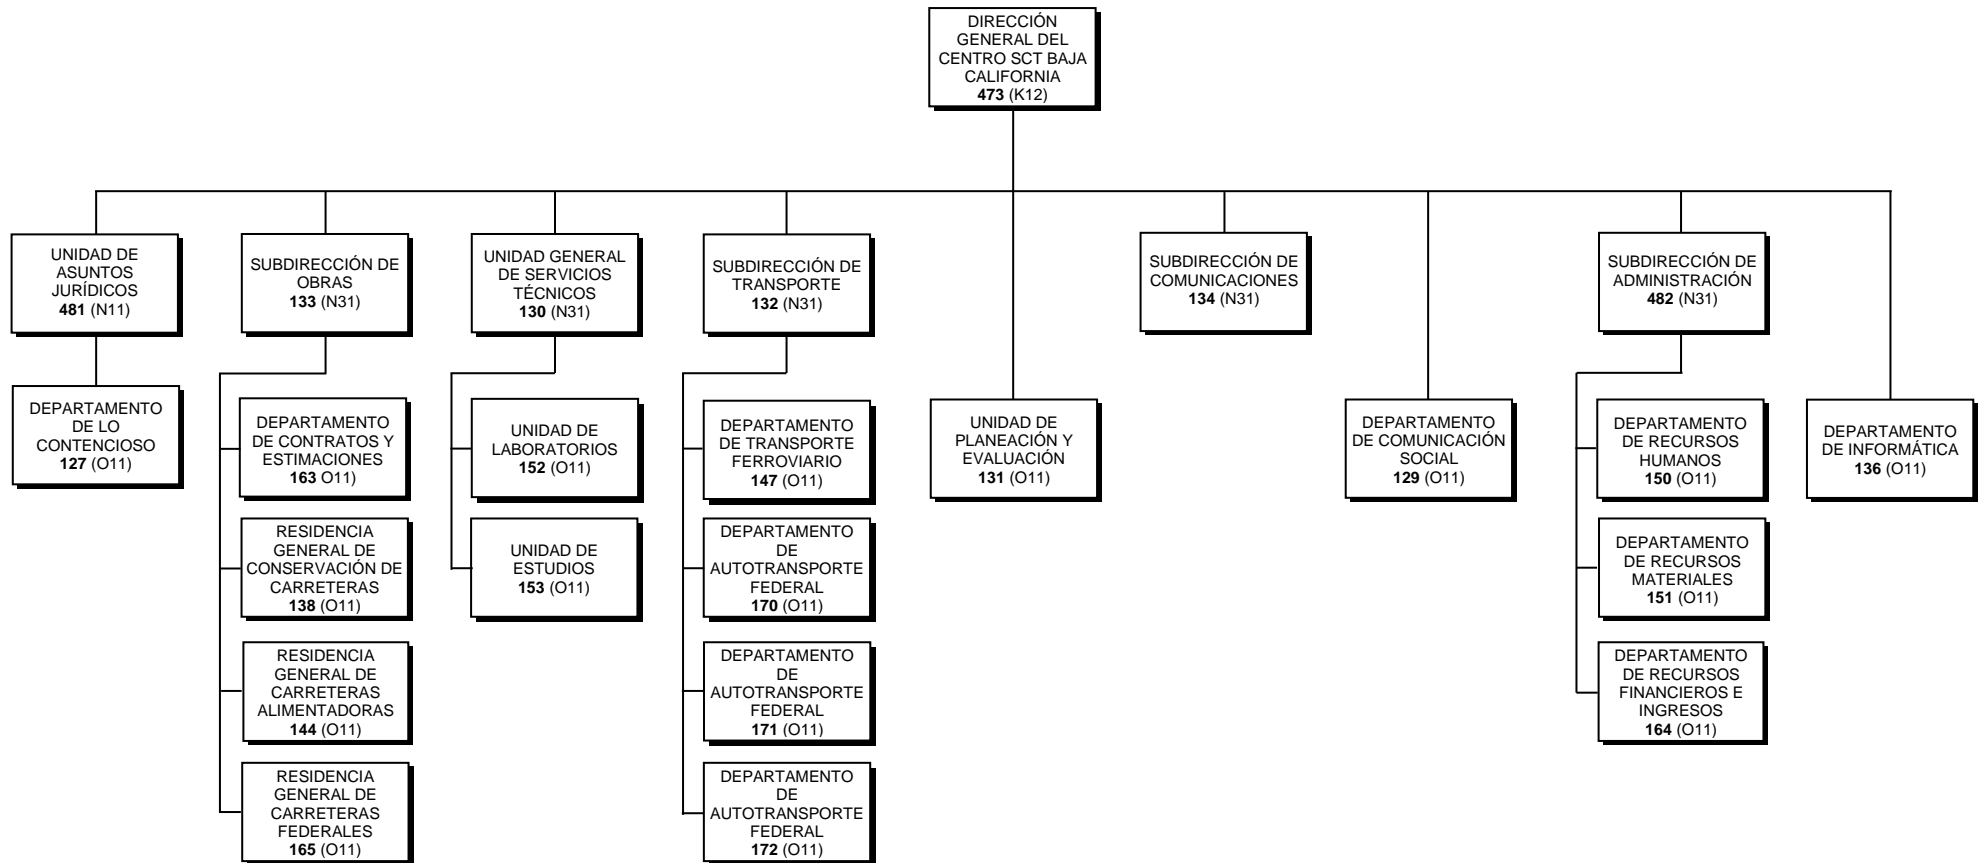 DIRECCIÓN
GENERAL DEL
CENTRO SCT BAJA
CALIFORNIA
473 (K12)
UNIDAD DE
ASUNTOS
JURÍDICOS
481 (N11)
SUBDIRECCIÓN DE
OBRAS
133 (N31)
UNIDAD GENERAL
DE SERVICIOS
TÉCNICOS
130 (N31)
SUBDIRECCIÓN DE
TRANSPORTE
132 (N31)
SUBDIRECCIÓN DE
COMUNICACIONES
134 (N31)
SUBDIRECCIÓN DE
ADMINISTRACIÓN
482 (N31)
DEPARTAMENTO
DE LO
CONTENCIOSO
127 (O11)
DEPARTAMENTO
DE CONTRATOS Y
ESTIMACIONES
163 O11)
UNIDAD DE
LABORATORIOS
152 (O11)
DEPARTAMENTO
DE TRANSPORTE
FERROVIARIO
147 (O11)
UNIDAD DE
PLANEACIÓN Y
EVALUACIÓN
131 (O11)
DEPARTAMENTO
DE COMUNICACIÓN
SOCIAL
129 (O11)
DEPARTAMENTO
DE RECURSOS
HUMANOS
150 (O11)
DEPARTAMENTO
DE INFORMÁTICA
136 (O11)
RESIDENCIA
GENERAL DE
CONSERVACIÓN DE
CARRETERAS
138 (O11)
UNIDAD DE
ESTUDIOS
153 (O11)
DEPARTAMENTO
DE
AUTOTRANSPORTE
FEDERAL
170 (O11)
DEPARTAMENTO
DE RECURSOS
MATERIALES
151 (O11)
RESIDENCIA
GENERAL DE
CARRETERAS
ALIMENTADORAS
144 (O11)
DEPARTAMENTO
DE
AUTOTRANSPORTE
FEDERAL
171 (O11)
DEPARTAMENTO
DE RECURSOS
FINANCIEROS E
INGRESOS
164 (O11)
RESIDENCIA
GENERAL DE
CARRETERAS
FEDERALES
165 (O11)
DEPARTAMENTO
DE
AUTOTRANSPORTE
FEDERAL
172 (O11)